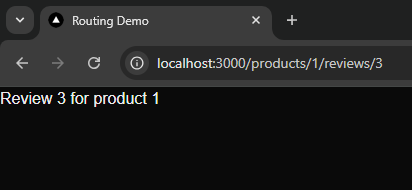 Routing Demo
localhost:3000/products/1/reviews/3
Review 3 for product 1